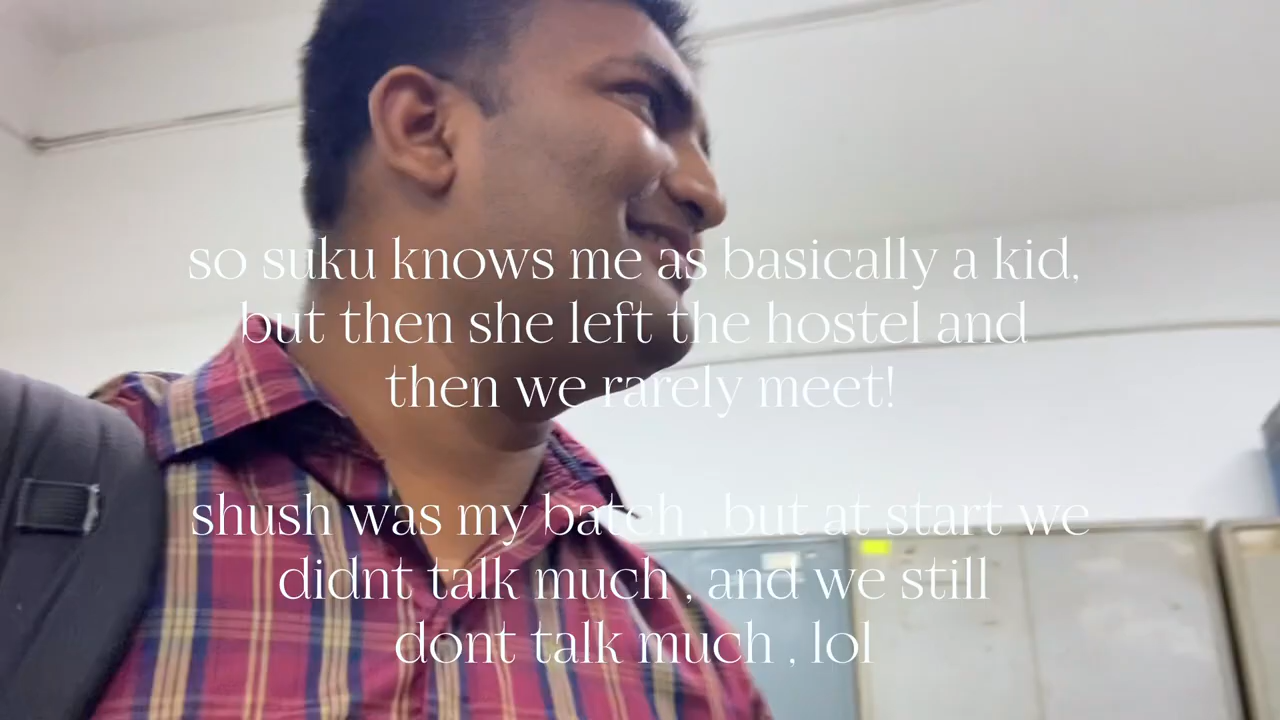 so suku knows me as basically a kid,
but then she left the hostel and
then we rarely meet!
shush was my batch , but at start we
didnt talk much , and we still
dont talk much , lol